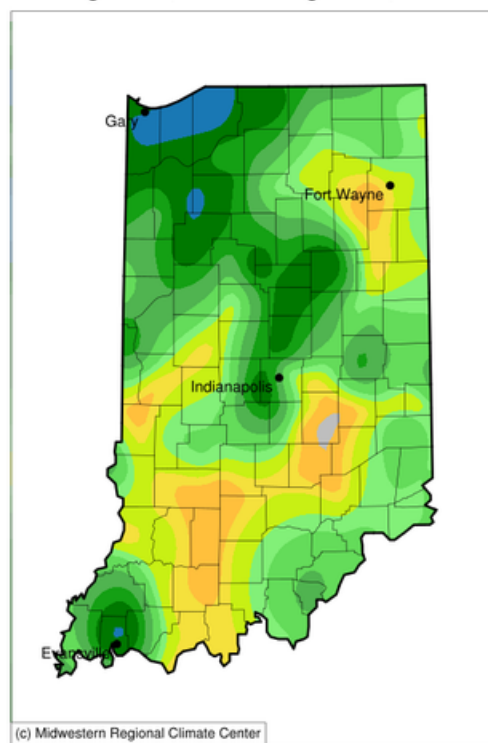 Gary
Fort Wayne
Indianapolis
Evansville
(c) Midwestern Regional Climate Center